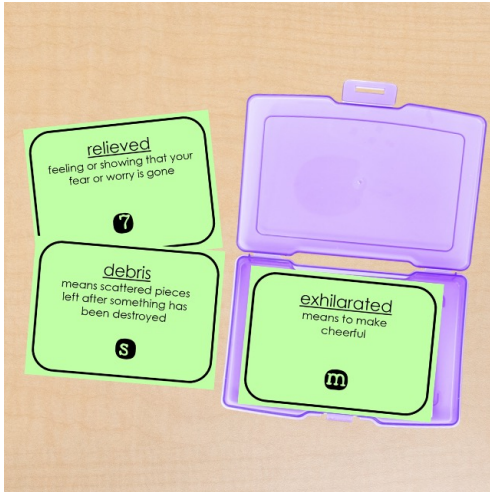 relieved
feeling or showing that your
fear or worry is gone
7
debris
means scattered pieces
left after something has
been destroyed
s
exhilarated
means to make
cheerful
m